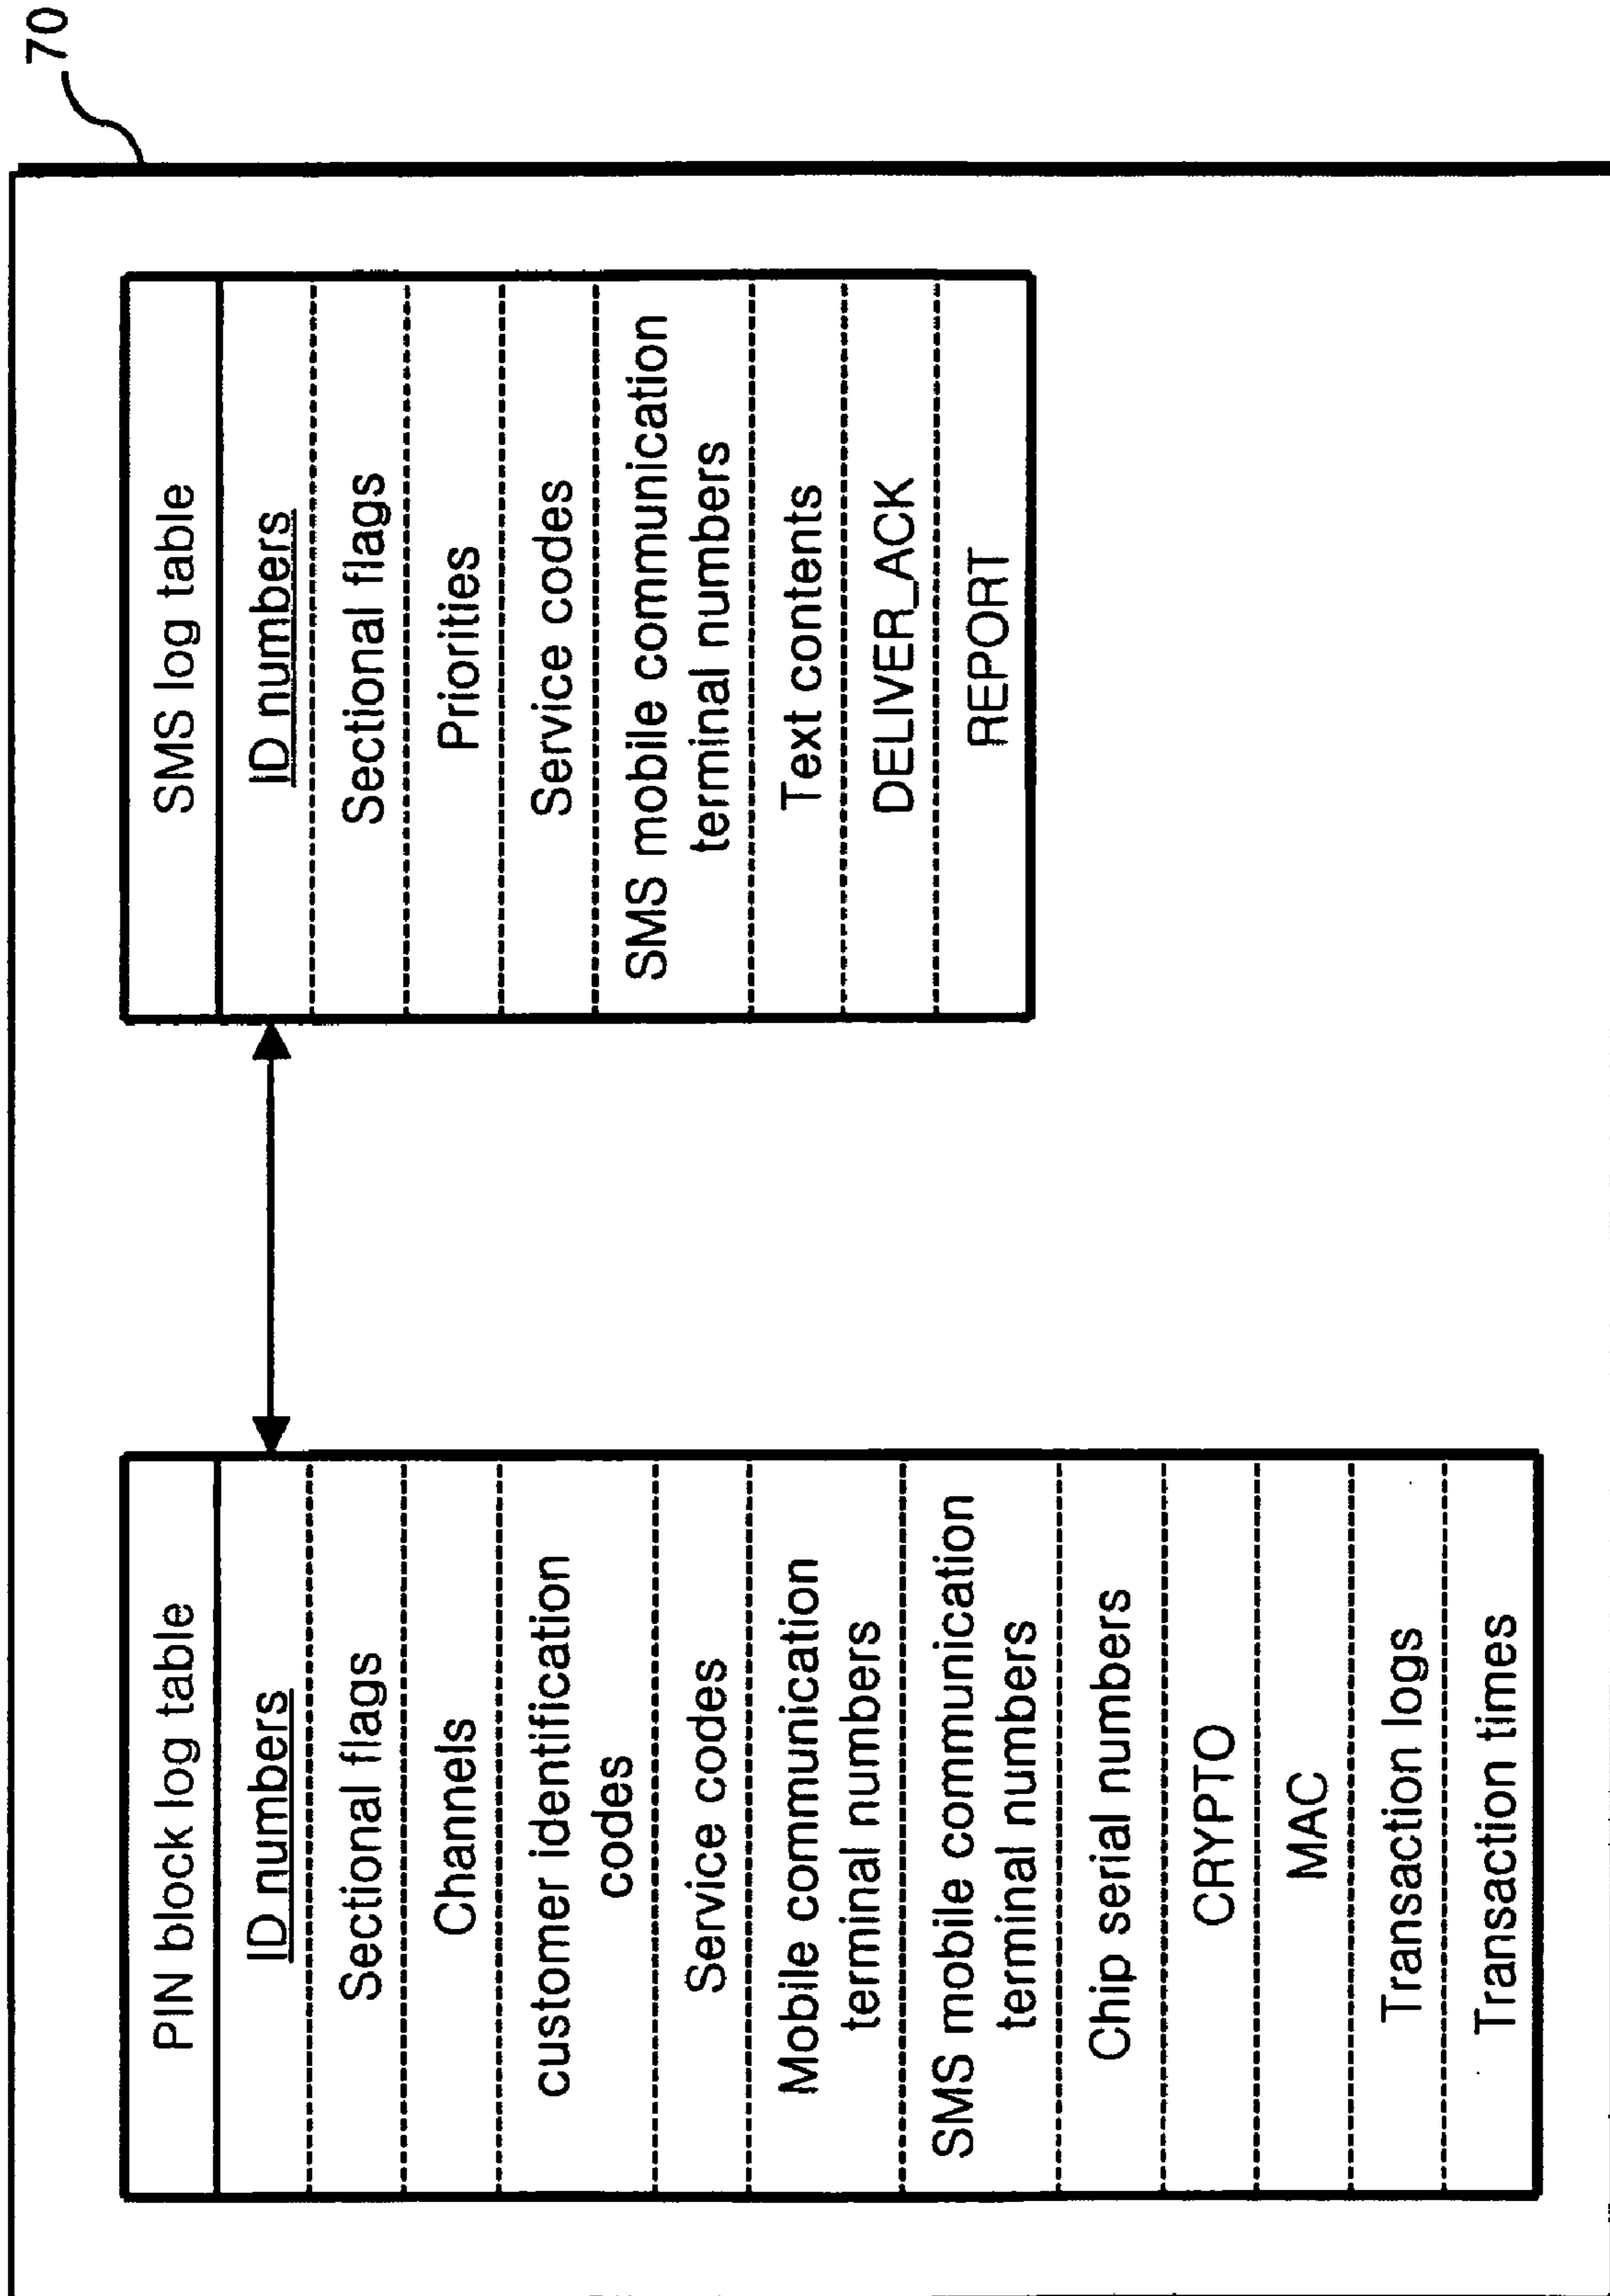 70
PIN block log table
ID numbers
Sectional flags
Channels
customer identification
codes
Service codes
Mobile communication
terminal numbers
SMS mobile communication
terminal numbers
Chip serial numbers
CRYPTO
MAC
Transaction logs
Transaction times
SMS log table
ID numbers
Sectional flags
Priorities
Service codes
SMS mobile communication
terminal numbers
Text contents
DELIVER_ACK
REPORT